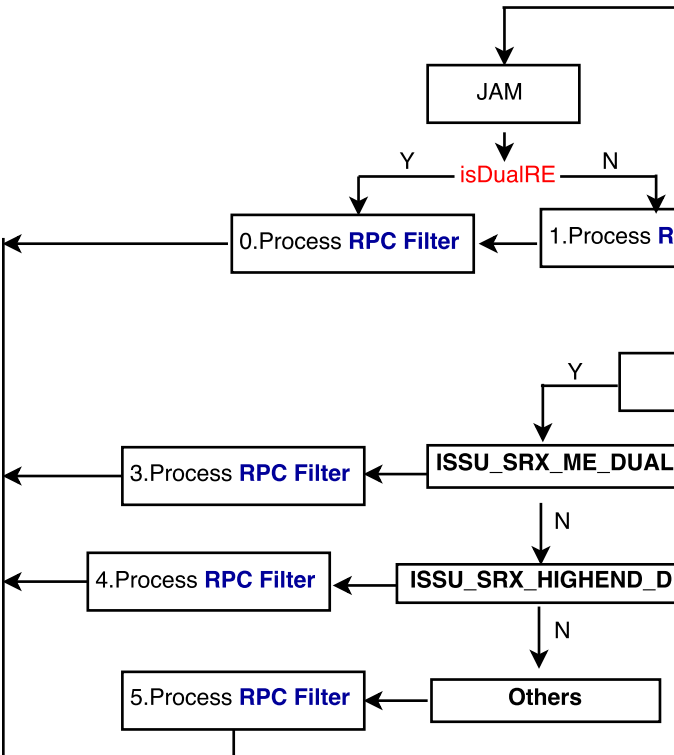 JAM
Y
isDualRE
N
0.Process RPC Filter
1.Process R
Y
ISSU_SRX_ME_DUAL
3.Process RPC Filter
N
4.Process RPC Filter
ISSU_SRX_HIGHEND_D
N
5.Process RPC Filter
Others